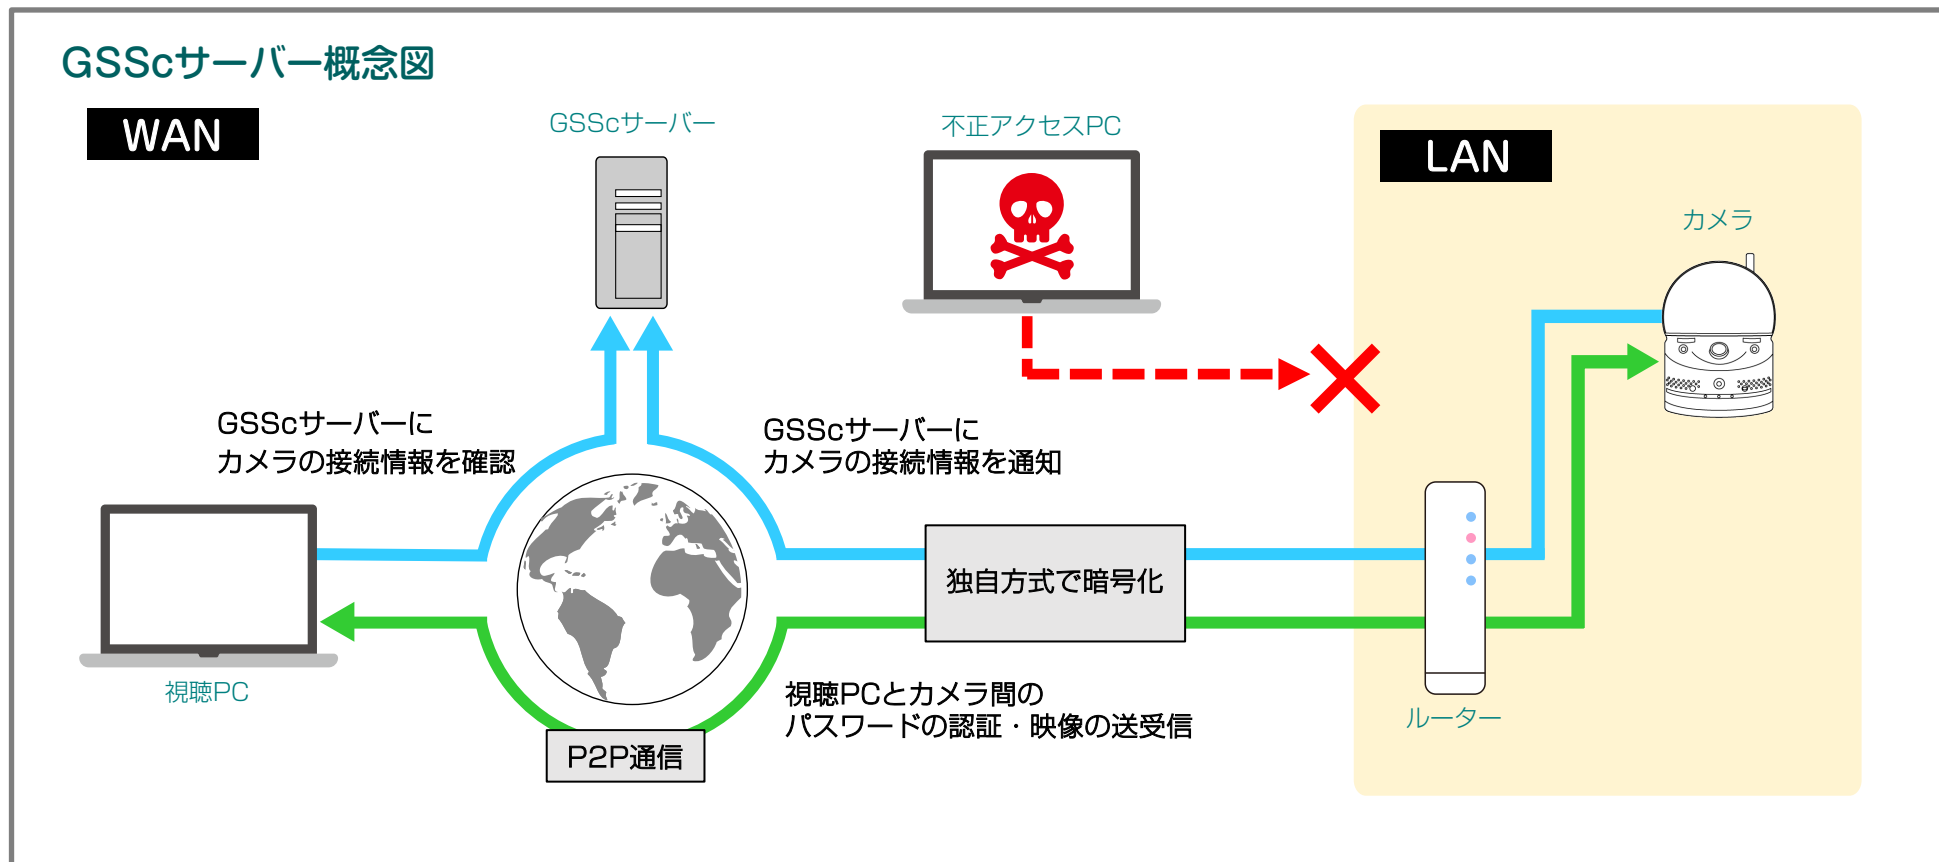 GSScサーバー概念図
WAN
GSScサーバー
不正アクセスPC
LAN
カメラ
GSScサーバーに
カメラの接続情報を確認
GSScサーバーに
カメラの接続情報を通知
独自方式で暗号化
視聴PC
視聴PCとカメラ間の
パスワードの認証・映像の送受信
ルーター
P2P通信